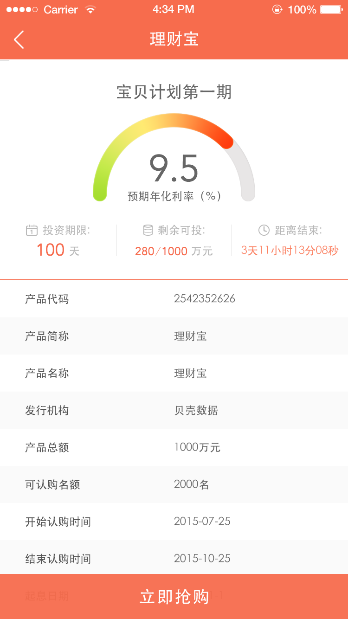 Carrier 4:34 PM 100%
理财宝
宝贝计划第一期
9.5
预期年化利率（%）
投资期限: 剩余可投: 距离结束:
100 天 280/1000 万元 3天11小时13分08秒
产品代码 2542352626
产品简称 理财宝
产品名称 理财宝
发行机构 贝壳数据
产品总额 1000万元
可认购名额 2000名
开始认购时间 2015-07-25
结束认购时间 2015-10-25
立即抢购